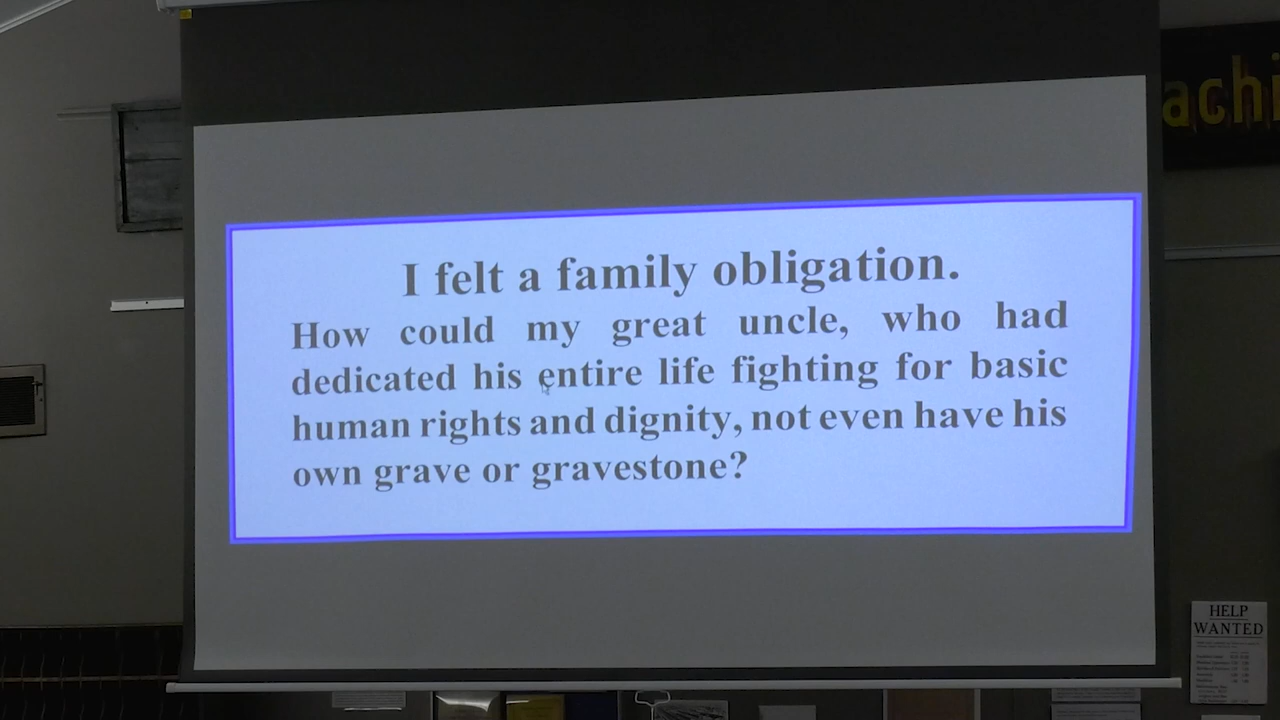 achi
I felt a family obligation.
How could my great uncle, who had
dedicated his entire life fighting for basic
human rights and dignity, not even have his
own grave or gravestone?
HELP
WANTED